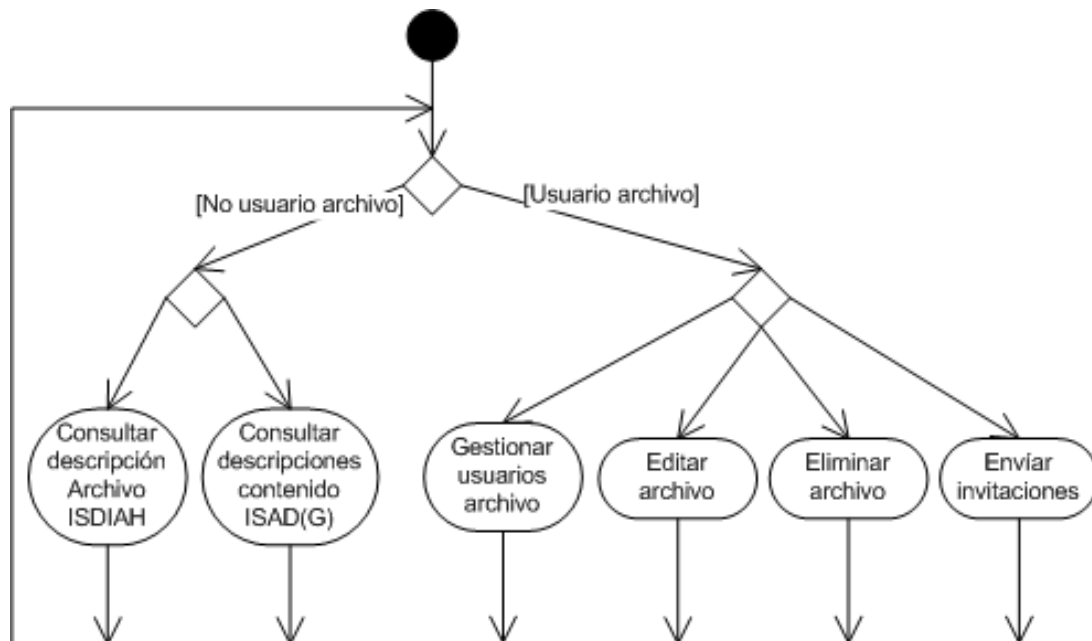 [No usuario archivo]
[Usuario archivo]
Consultar
descripción
Archivo
ISDIAH
Consultar
descripciones
contenido
ISAD(G)
Gestionar
usuarios
archivo
Editar
archivo
Eliminar
archivo
Envíar
invitaciones